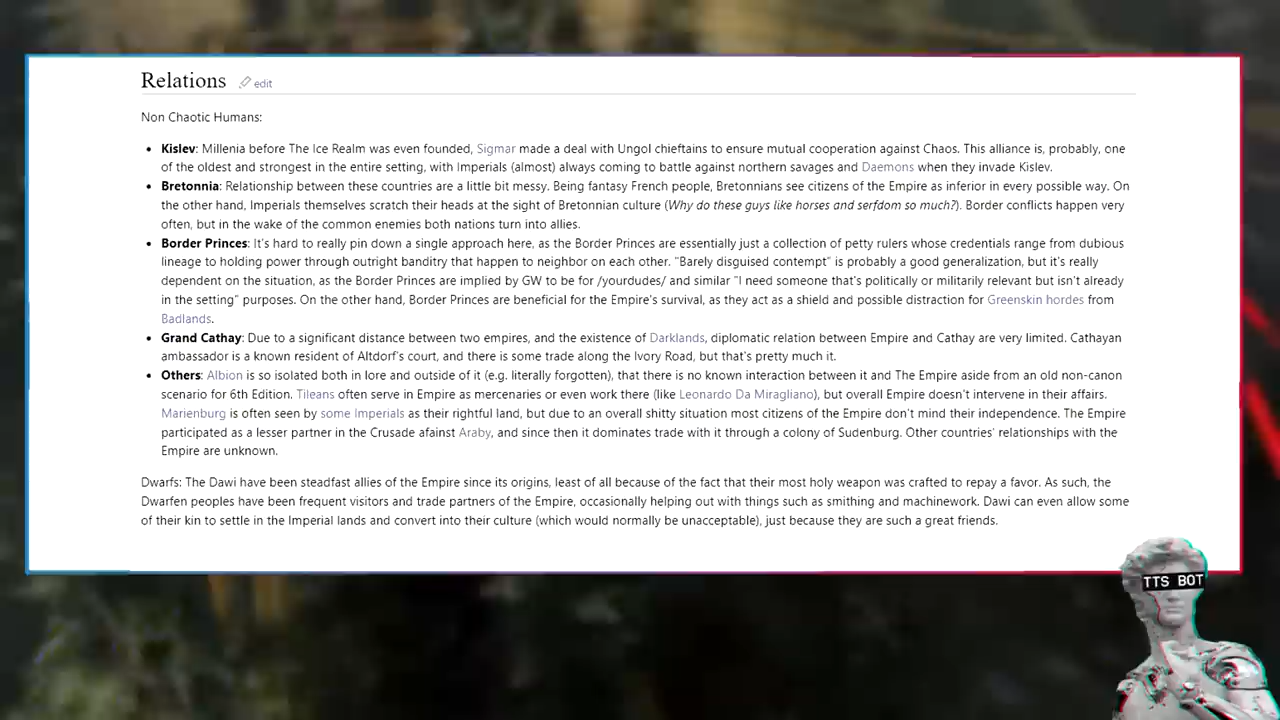 Relations edit
Non Chaotic Humans:
• Kislev: Millenia before The Ice Realm was even founded, Sigmar made a deal with Ungol chieftains to ensure mutual cooperation against Chaos. This alliance is, probably, one
of the oldest and strongest in the entire setting, with Imperials (almost) always coming to battle against northern savages and Daemons when they invade Kislev.
• Bretonnia: Relationship between these countries are a little bit messy. Being fantasy French people, Bretonnians see citizens of the Empire as inferior in every possible way. On
the other hand, Imperials themselves scratch their heads at the sight of Bretonnian culture (Why do these guys like horses and serfdom so much?). Border conflicts happen very
often, but in the wake of the common enemies both nations turn into allies.
• Border Princes: It's hard to really pin down a single approach here, as the Border Princes are essentially just a collection of petty rulers whose credentials range from dubious
lineage to holding power through outright banditry that happen to neighbor on each other. "Barely disguised contempt" is probably a good generalization, but it's really
dependent on the situation, as the Border Princes are implied by GW to be for /yourdudes/ and similar "I need someone that's politically or militarily relevant but isn't already
in the setting" purposes. On the other hand, Border Princes are beneficial for the Empire's survival, as they act as a shield and possible distraction for Greenskin hordes from
Badlands.
• Grand Cathay: Due to a significant distance between two empires, and the existence of Darklands, diplomatic relation between Empire and Cathay are very limited. Cathayan
ambassador is a known resident of Altdorf's court, and there is some trade along the Ivory Road, but that's pretty much it.
• Others: Albion is so isolated both in lore and outside of it (e.g. literally forgotten), that there is no known interaction between it and The Empire aside from an old non-canon
scenario for 6th Edition. Tileans often serve in Empire as mercenaries or even work there (like Leonardo Da Miragliano), but overall Empire doesn't intervene in their affairs.
Marienburg is often seen by some Imperials as their rightful land, but due to an overall shitty situation most citizens of the Empire don't mind their independence. The Empire
participated as a lesser partner in the Crusade afainst Araby, and since then it dominates trade with it through a colony of Sudenburg. Other countries' relationships with the
Empire are unknown.
Dwarfs: The Dawi have been steadfast allies of the Empire since its origins, least of all because of the fact that their most holy weapon was crafted to repay a favor. As such, the
Dwarfen peoples have been frequent visitors and trade partners of the Empire, occasionally helping out with things such as smithing and machinework. Dawi can even allow some
of their kin to settle in the Imperial lands and convert into their culture (which would normally be unacceptable), just because they are such a great friends.
TTS BOT